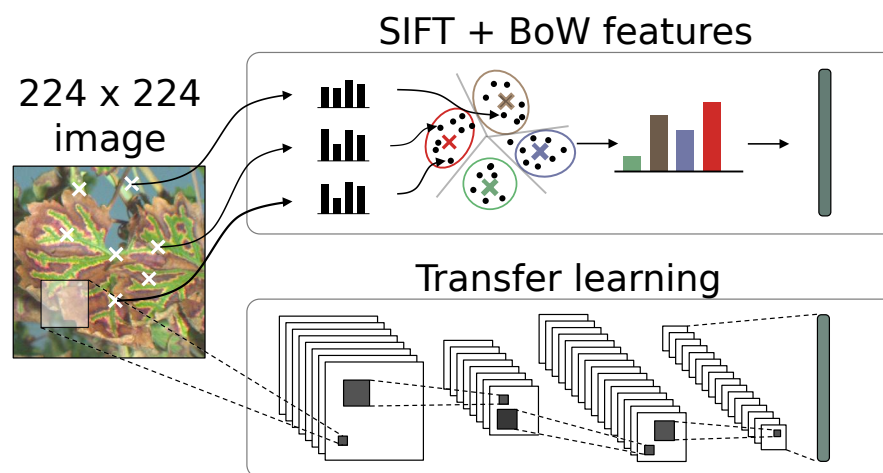 SIFT + BoW features
224 x 224
image
Transfer learning